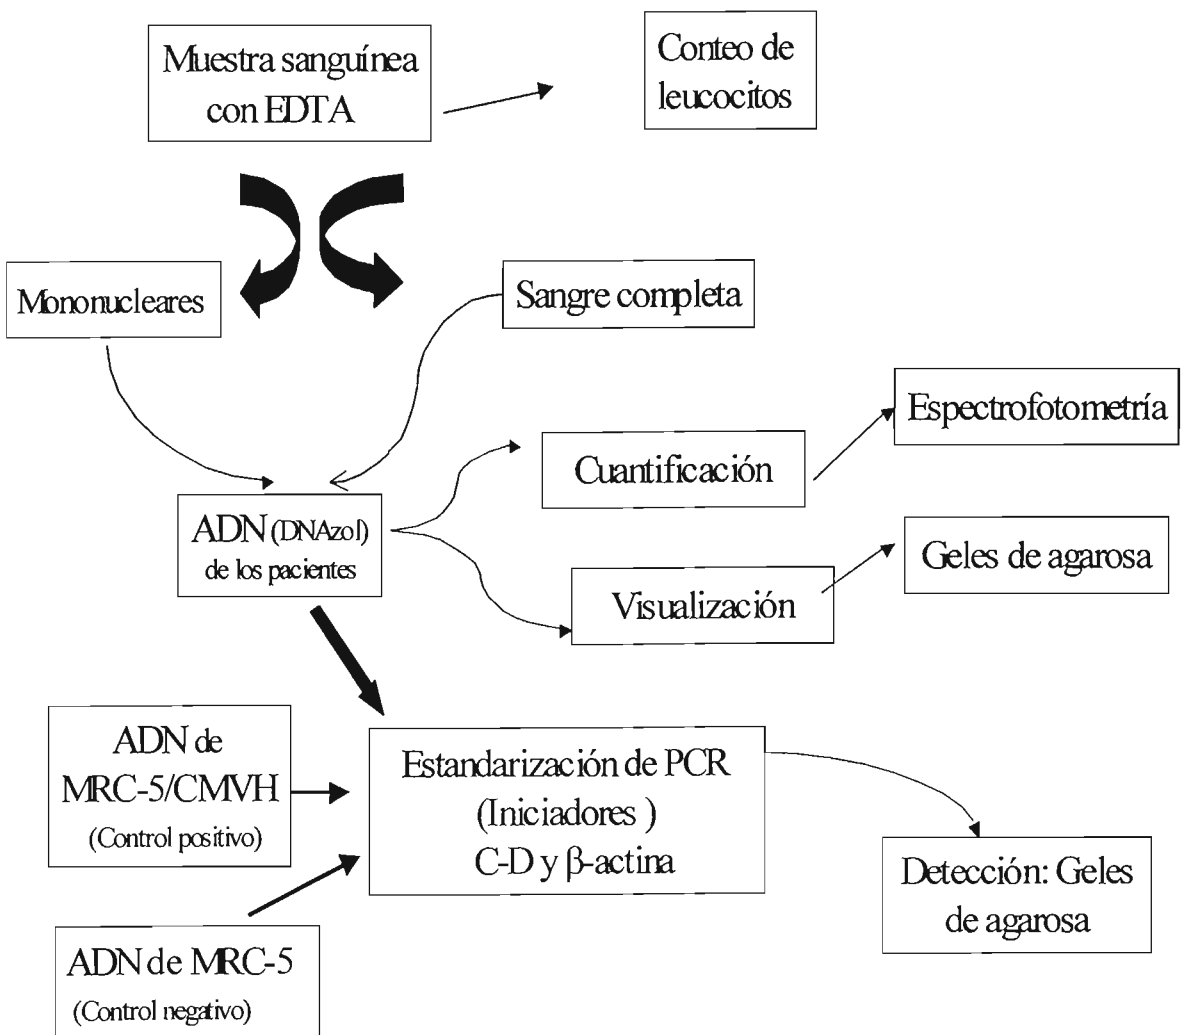 Muestra sanguínea
con EDTA
Conteo de
leucocitos
Mononucleares
Sangre completa
Espectrofotometría
Cuantificación
ADN (DNAzol)
de los pacientes
Geles de agarosa
Visualización
ADN de
MRC-5/CMVH
(Control positivo)
Estandarización de PCR
(Iniciadores )
C-D y β-actina
Detección: Geles
de agarosa
ADN de MRC-5
(Control negativo)